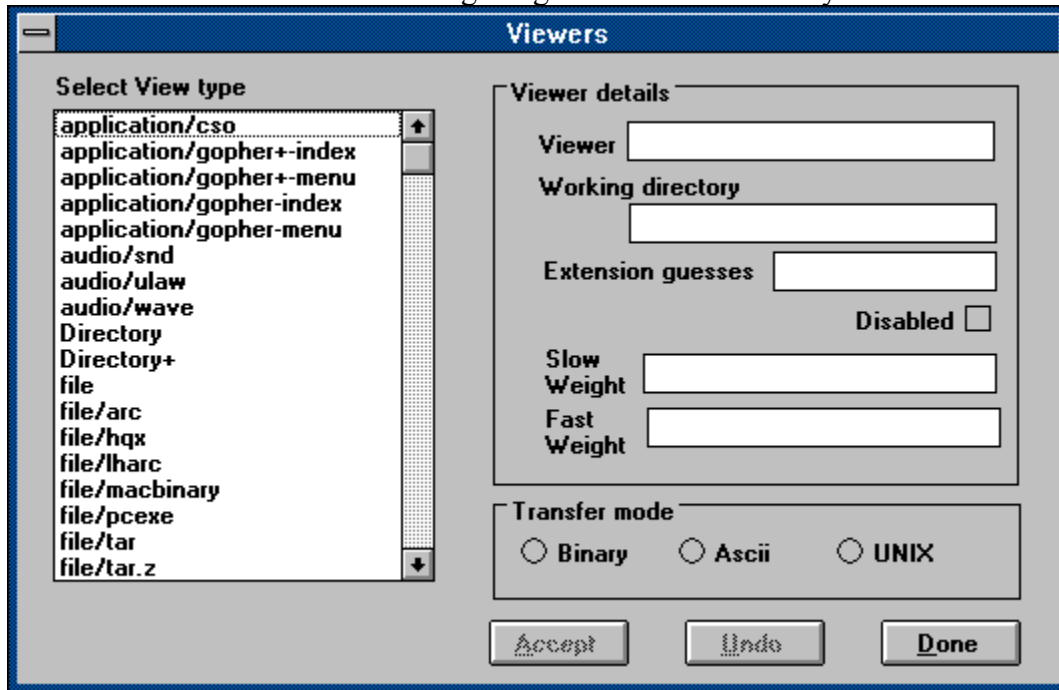 Viewers
Select View type
application/cso
application/gopher+-index
application/gopher+-menu
application/gopher-index
application/gopher-menu
audio/snd
audio/ulaw
audio/wave
Directory
Directory+
file
file/arc
file/hqx
file/lharc
file/macbinary
file/pcexe
file/tar
file/tar.z
Viewer details
Viewer
Working directory
Extension guesses
Disabled
Slow
Weight
Fast
Weight
Transfer mode
Binary Ascii UNIX
Accept Undo Done